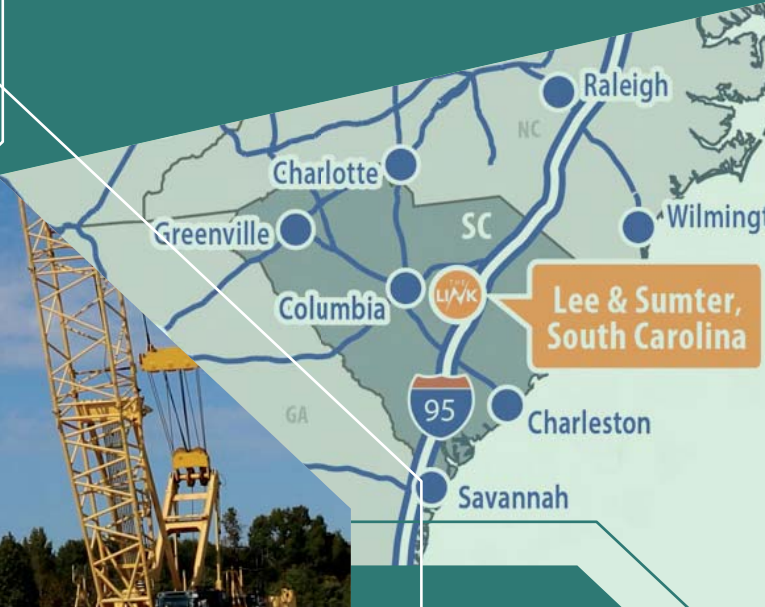 Raleigh
NC
Charlotte
SC
Greenville
Wilmingt
THE
LINK
Columbia
Lee & Sumter,
South Carolina
95
GA
Charleston
Savannah